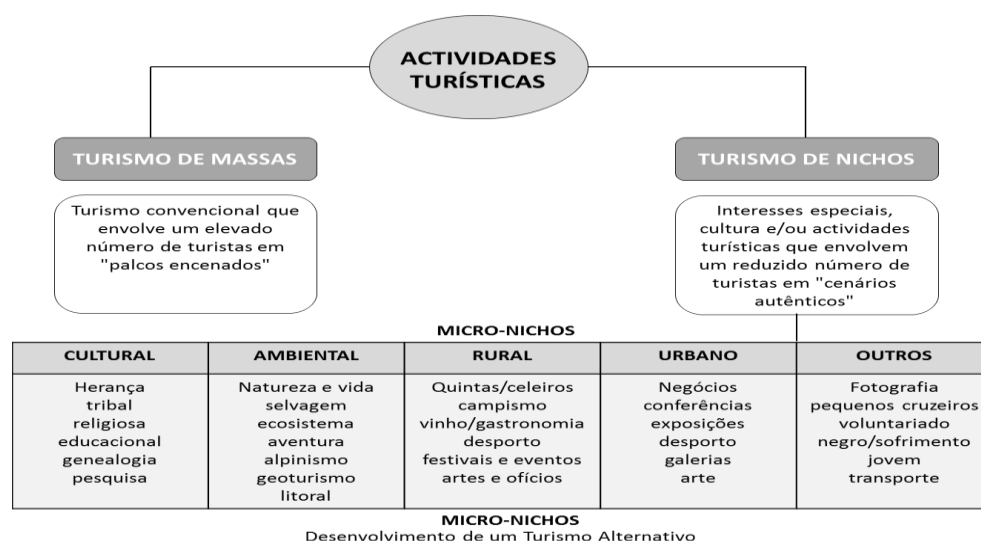 ACTIVIDADES
TURÍSTICAS
TURISMO DE MASSAS
Turismo convencional que
envolve um elevado
número de turistas em
"palcos encenados"
TURISMO DE NICHOS
Interesses especiais,
cultura e/ou actividades
turísticas que envolvem
um reduzido número de
turistas em "cenários
autênticos"
MICRO-NICHOS
CULTURAL
Herança
tribal
religiosa
educacional
genealogia
pesquisa
AMBIENTAL
Natureza e vida
selvagem
ecosistema
aventura
alpinismo
geoturismo
litoral
RURAL
Quintas/celeiros
campismo
vinho/gastronomia
desporto
festivais e eventos
artes e ofícios
URBANO
Negócios
conferências
exposições
desporto
galerias
arte
OUTROS
Fotografia
pequenos cruzeiros
voluntariado
negro/sofrimento
jovem
transporte
MICRO-NICHOS
Desenvolvimento de um Turismo Alternativo